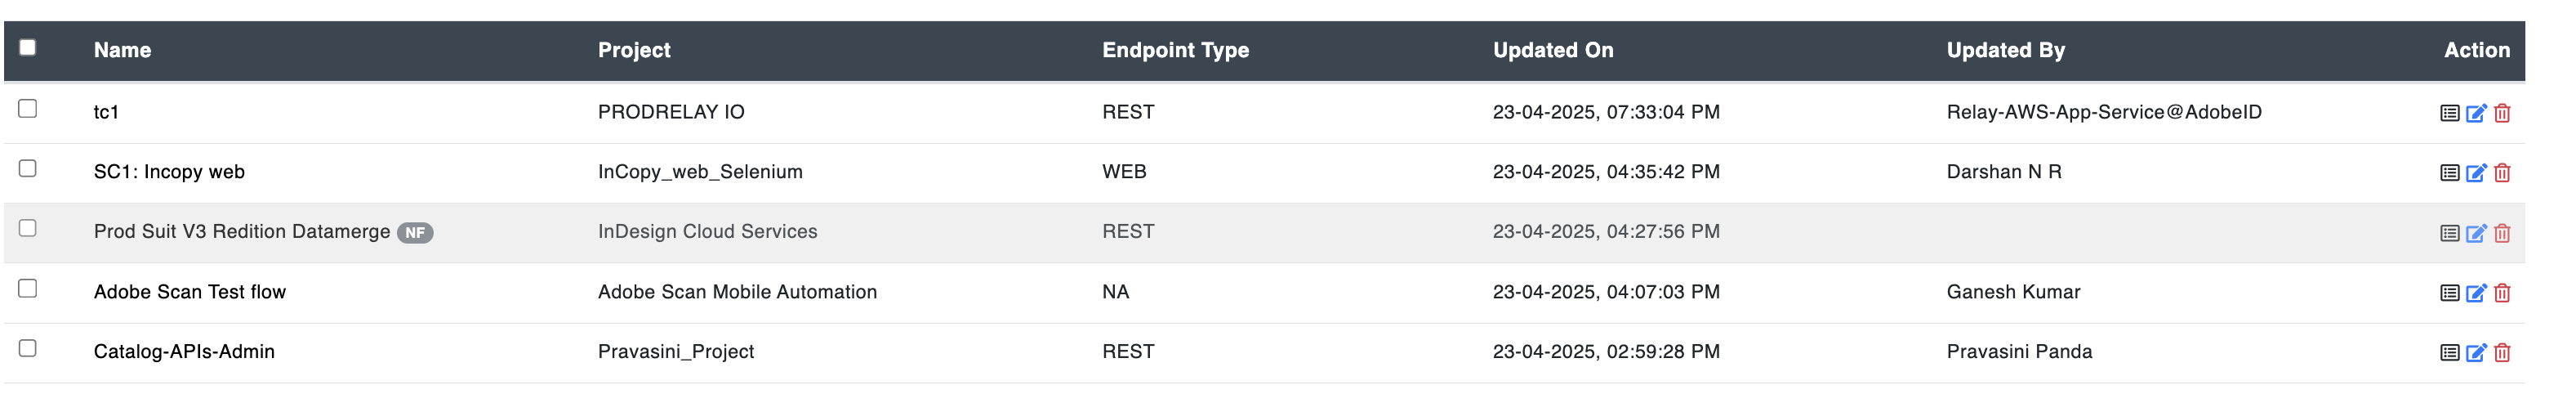 Name Project Endpoint Type Updated On Updated By Action
tc1 PRODRELAY IO REST 23-04-2025, 07:33:04 PM Relay-AWS-App-Service@AdobeID
SC1: Incopy web InCopy_web_Selenium WEB 23-04-2025, 04:35:42 PM Darshan N R
Prod Suit V3 Redition Datamerge NF InDesign Cloud Services REST 23-04-2025, 04:27:56 PM
Adobe Scan Test flow Adobe Scan Mobile Automation NA 23-04-2025, 04:07:03 PM Ganesh Kumar
Catalog-APIs-Admin Pravasini_Project REST 23-04-2025, 02:59:28 PM Pravasini Panda